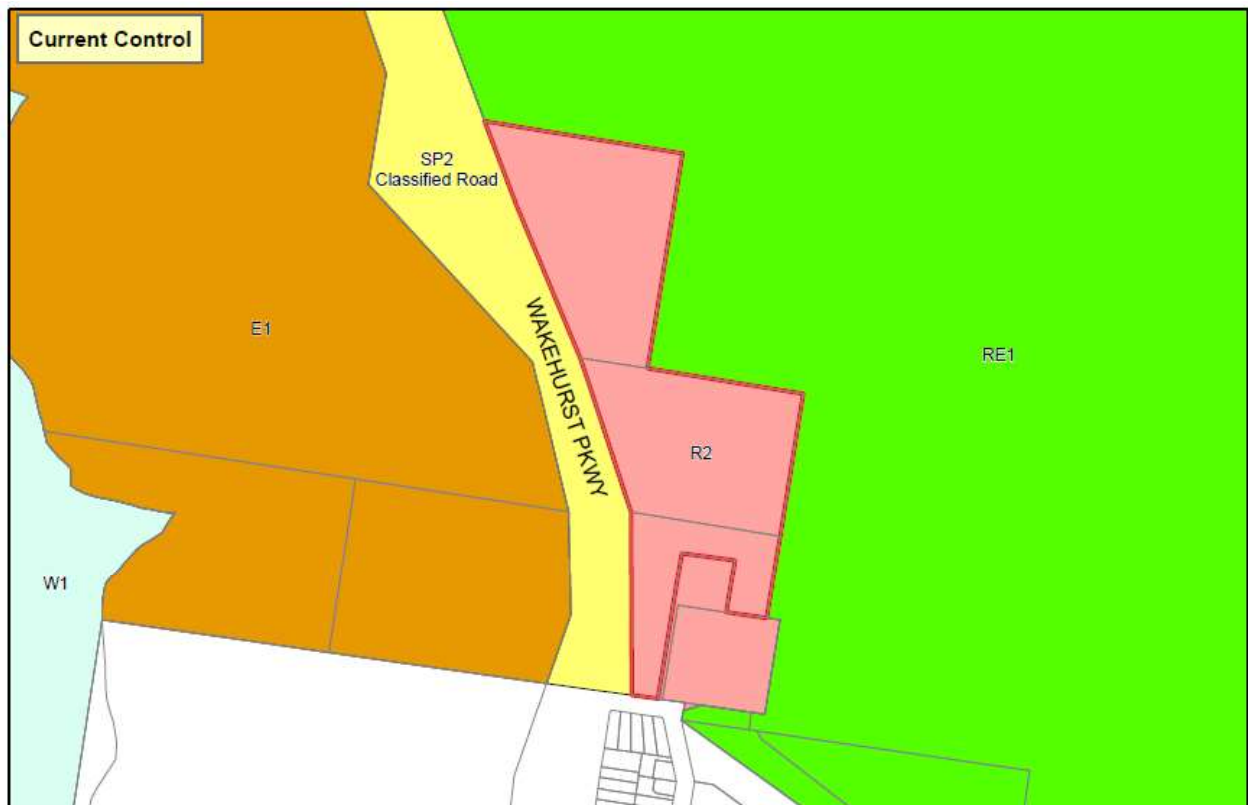 Current Control
SP2
Classified Road
E1
WAKEHURST PKWY
RE1
R2
W1